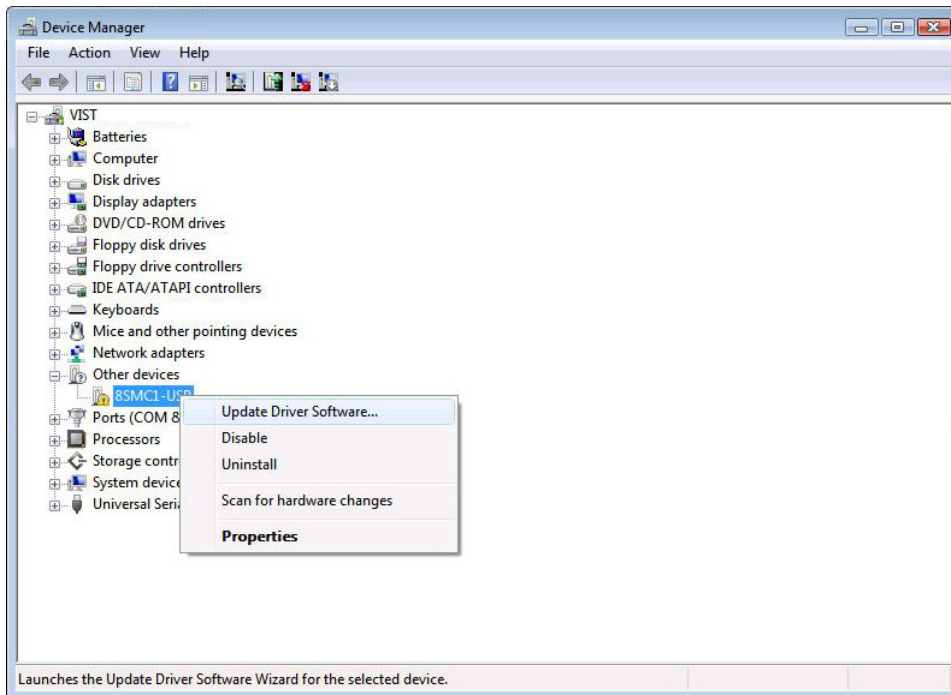 Device Manager
File Action View Help
VIST
Batteries
Computer
Disk drives
Display adapters
DVD/CD-ROM drives
Floppy disk drives
Floppy drive controllers
IDE ATA/ATAPI controllers
Keyboards
Mice and other pointing devices
Network adapters
Other devices
8SMC1-USB
Ports (COM &
Processors
Storage contr
System device
Universal Seria
Update Driver Software...
Disable
Uninstall
Scan for hardware changes
Properties
Launches the Update Driver Software Wizard for the selected device.